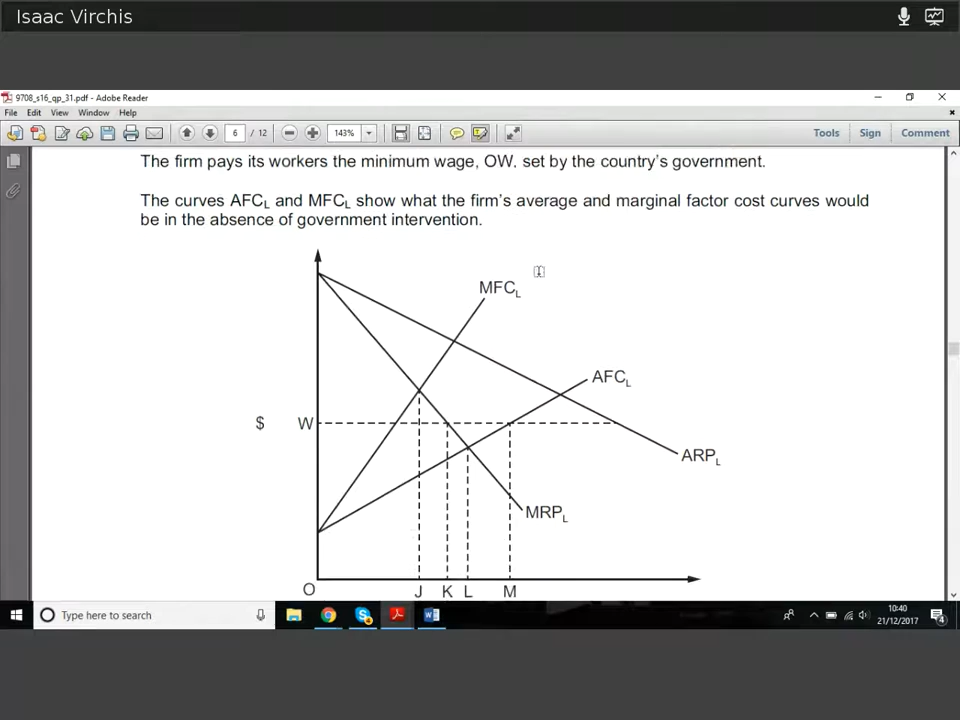 Isaac Virchis
9708_s16_qp_31.pdf - Adobe Reader
File Edit View Window Help
6 / 12 143% Tools Sign Comment
The firm pays its workers the minimum wage, OW. set by the country's government.
The curves AFCL and MFCL show what the firm's average and marginal factor cost curves would
be in the absence of government intervention.
MFCL
AFCL
$ W
ARPL
MRPL
O J K L M
Type here to search
10:40
21/12/2017
4